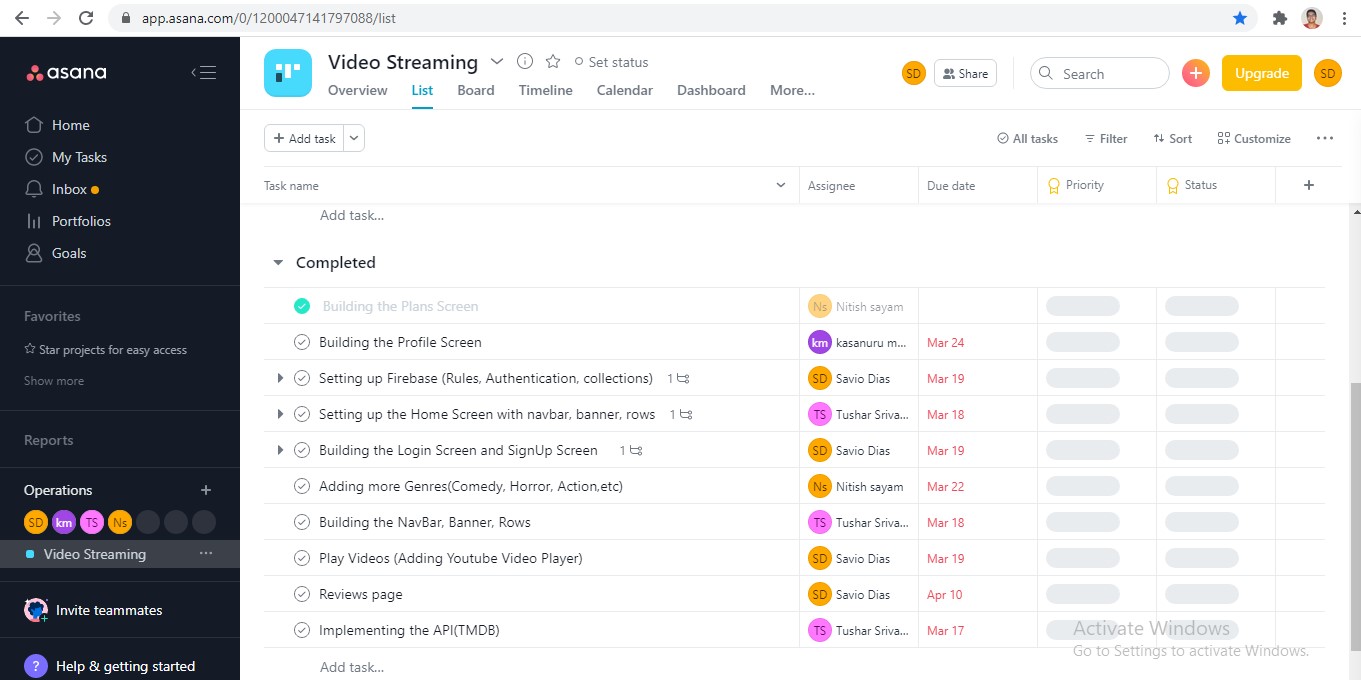 app.asana.com/0/1200047141797088/list
asana
Home
My Tasks
Inbox
Portfolios
Goals
Favorites
Star projects for easy access
Show more
Reports
Operations +
SD km TS Ns
Video Streaming ...
Invite teammates
? Help & getting started
Video Streaming Set status
Overview List Board Timeline Calendar Dashboard More...
SD Share Search + Upgrade SD
+ Add task
All tasks Filter Sort Customize ...
Task name Assignee Due date Priority Status +
Add task...
Completed
Building the Plans Screen Ns Nitish sayam
Building the Profile Screen km kasanuru m... Mar 24
Setting up Firebase (Rules, Authentication, collections) 1 SD Savio Dias Mar 19
Setting up the Home Screen with navbar, banner, rows 1 TS Tushar Sriva... Mar 18
Building the Login Screen and SignUp Screen 1 SD Savio Dias Mar 19
Adding more Genres(Comedy, Horror, Action,etc) Ns Nitish sayam Mar 22
Building the NavBar, Banner, Rows TS Tushar Sriva... Mar 18
Play Videos (Adding Youtube Video Player) SD Savio Dias Mar 19
Reviews page SD Savio Dias Apr 10
Implementing the API(TMDB) TS Tushar Sriva... Mar 17
Add task...
Activate Windows
Go to Settings to activate Windows.